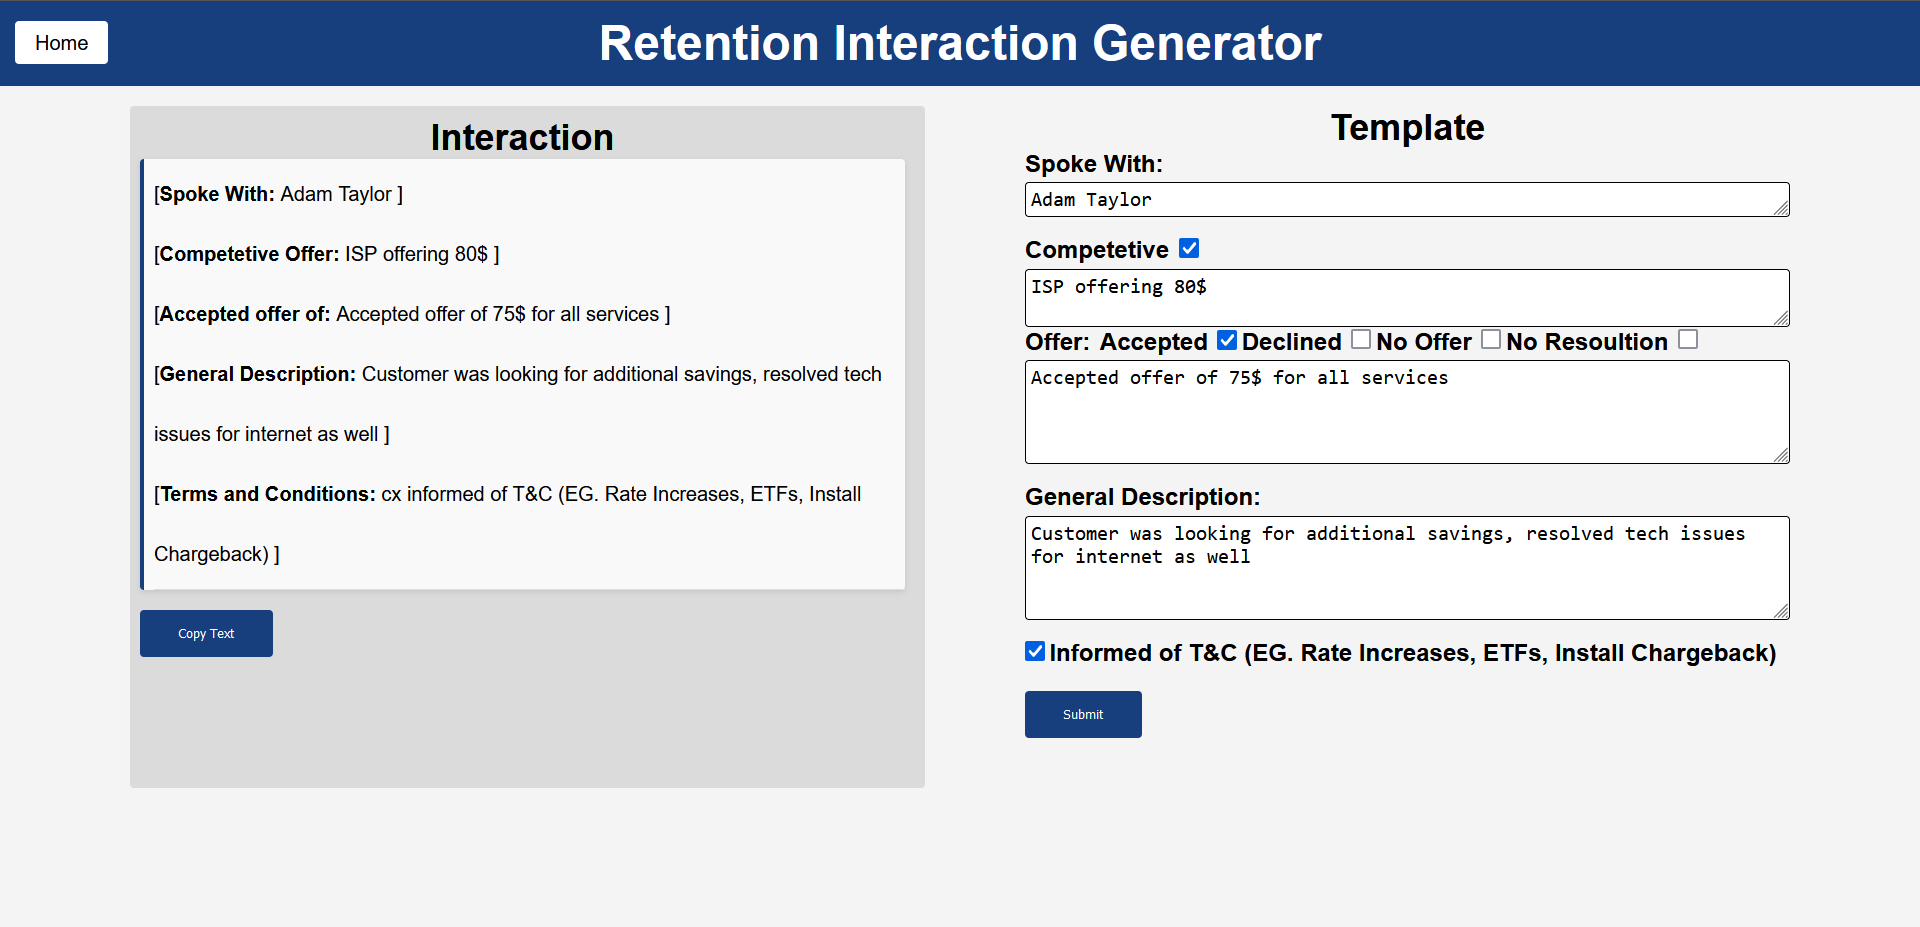 Home
Retention Interaction Generator
Interaction
[Spoke With: Adam Taylor ]
[Competetive Offer: ISP offering 80$ ]
[Accepted offer of: Accepted offer of 75$ for all services ]
[General Description: Customer was looking for additional savings, resolved tech
issues for internet as well ]
[Terms and Conditions: cx informed of T&C (EG. Rate Increases, ETFs, Install
Chargeback) ]
Copy Text
Template
Spoke With:
Adam Taylor
Competetive
ISP offering 80$
Offer: Accepted Declined No Offer No Resoultion
Accepted offer of 75$ for all services
General Description:
Customer was looking for additional savings, resolved tech issues
for internet as well
Informed of T&C (EG. Rate Increases, ETFs, Install Chargeback)
Submit